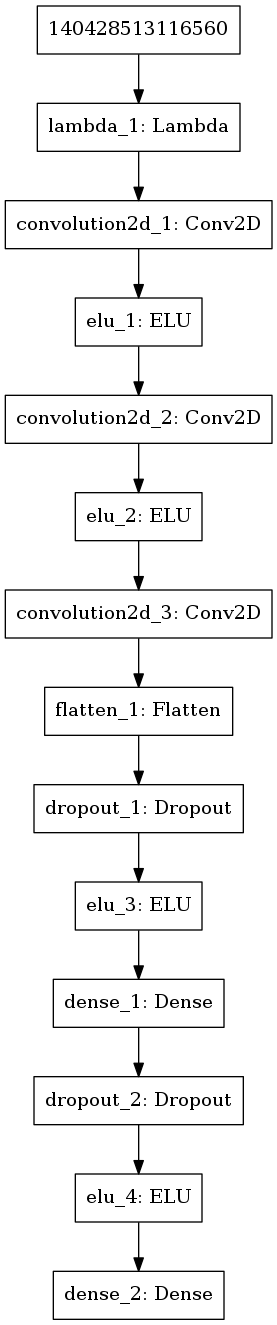 140428513116560
lambda_1: Lambda
convolution2d_1: Conv2D
elu_1: ELU
convolution2d_2: Conv2D
elu_2: ELU
convolution2d_3: Conv2D
flatten_1: Flatten
dropout_1: Dropout
elu_3: ELU
dense_1: Dense
dropout_2: Dropout
elu_4: ELU
dense_2: Dense